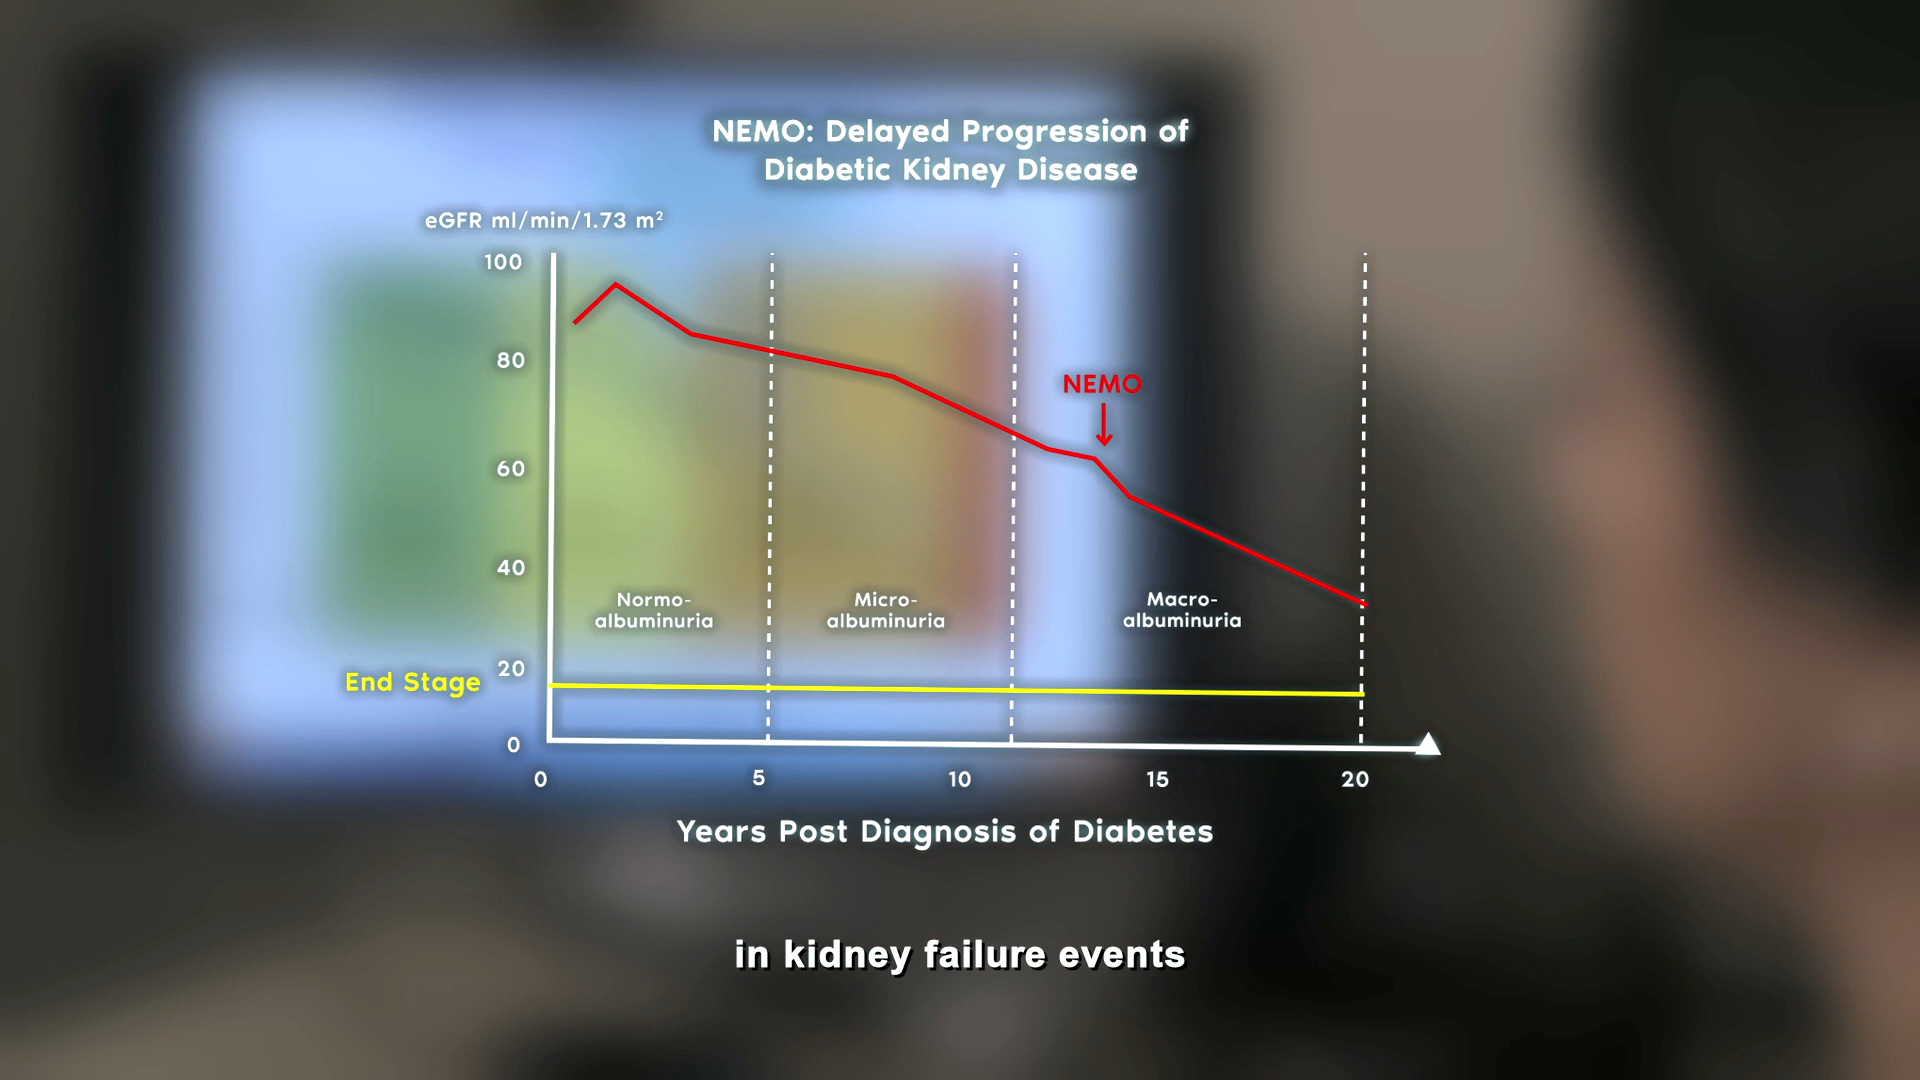 NEMO: Delayed Progression of
Diabetic Kidney Disease
eGFR ml/min/1.73 m²
100
80
60
40
20
0
NEMO
Normo-
albuminuria
Micro-
albuminuria
Macro-
albuminuria
End Stage
0 5 10 15 20
Years Post Diagnosis of Diabetes
in kidney failure events